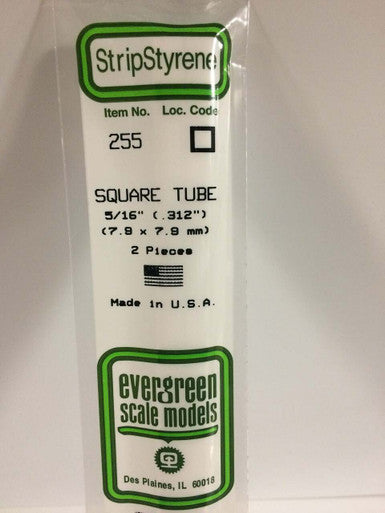 StripStyrene
Item No. Loc. Code
255
SQUARE TUBE
5/16" (.312")
(7.9 x 7.9 mm)
2 Pieces
Made in U.S.A.
evergreen
scale models
Des Plaines, IL 60018